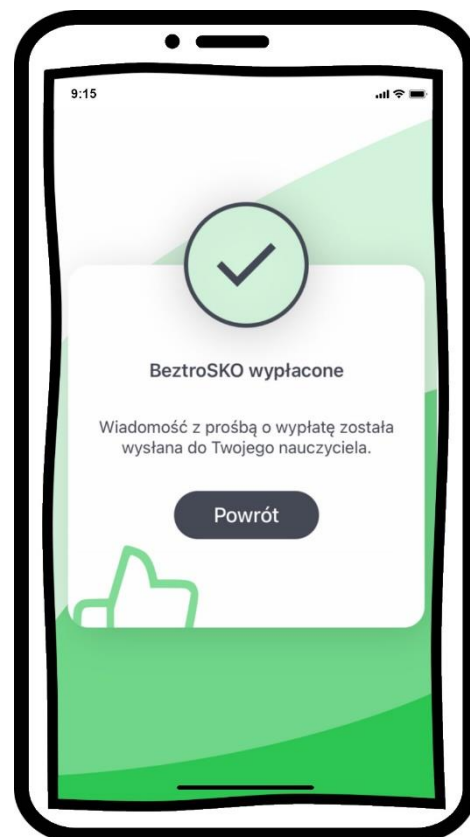 9:15
BeztroSKO wypłacone
Wiadomość z prośbą o wypłatę została
wysłana do Twojego nauczyciela.
Powrót